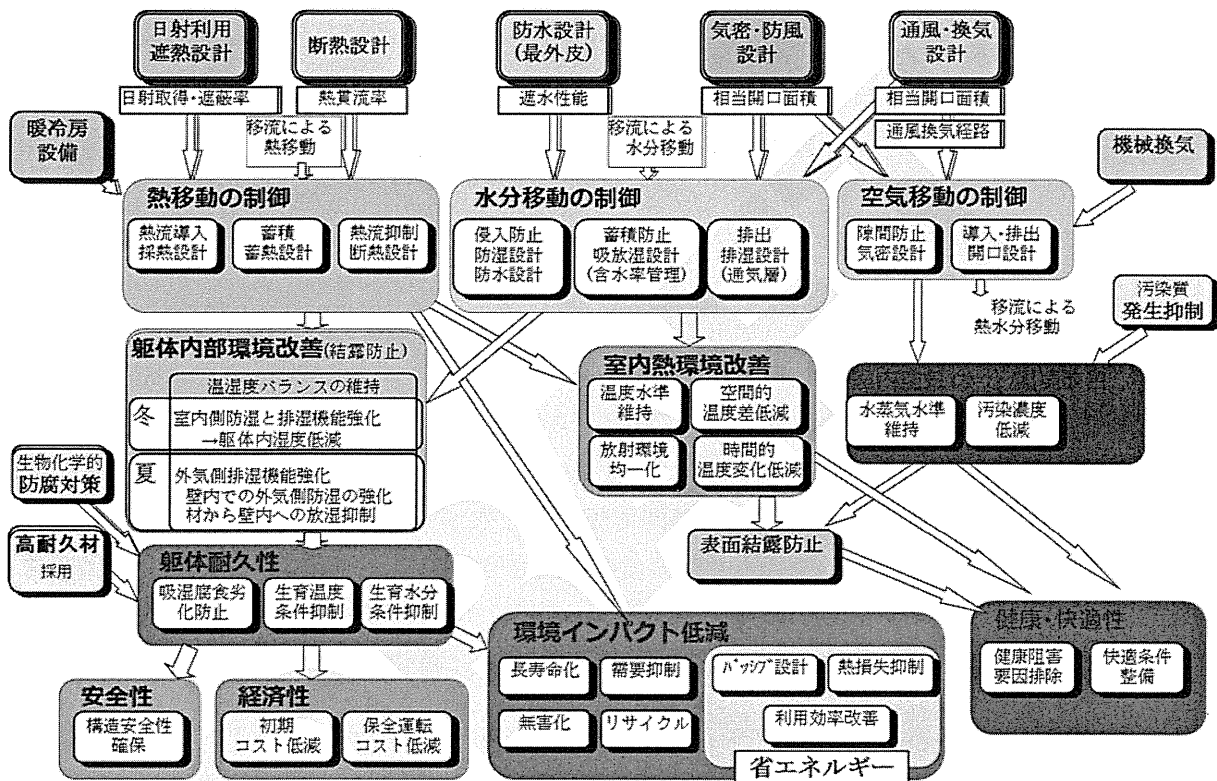 日射利用
遮熱設計
断熱設計
防水設計
(最外皮)
気密・防風
設計
通風・換気
設計
日射取得・遮蔽率
熱貫流率
遮水性能
相当開口面積
相当開口面積
通風換気経路
暖冷房
設備
移流による
熱移動
移流による
水分移動
機械換気
熱移動の制御
熱流導入
採熱設計
蓄積
蓄熱設計
熱流抑制
断熱設計
水分移動の制御
侵入防止
防湿設計
防水設計
蓄積防止
吸放湿設計
(含水率管理)
排出
排湿設計
(通気層)
空気移動の制御
隙間防止
気密設計
導入・排出
開口設計
移流による
熱水分移動
汚染質
発生抑制
躯体内部環境改善(結露防止)
温湿度バランスの維持
冬
室内側防湿と排湿機能強化
→躯体内湿度低減
夏
外気側排湿機能強化
壁内での外気側防湿の強化
材から壁内への放湿抑制
室内熱環境改善
温度水準
維持
空間的
温度差低減
放射環境
均一化
時間的
温度変化低減
水蒸気水準
維持
汚染濃度
低減
生物化学的
防腐対策
高耐久材
採用
表面結露防止
躯体耐久性
吸湿腐食劣
化防止
生育温度
条件抑制
生育水分
条件抑制
環境インパクト低減
長寿命化
需要抑制
無害化
リサイクル
パッシブ設計
熱損失抑制
利用効率改善
省エネルギー
健康・快適性
健康阻害
要因排除
快適条件
整備
安全性
構造安全性
確保
経済性
初期
コスト低減
保全運転
コスト低減